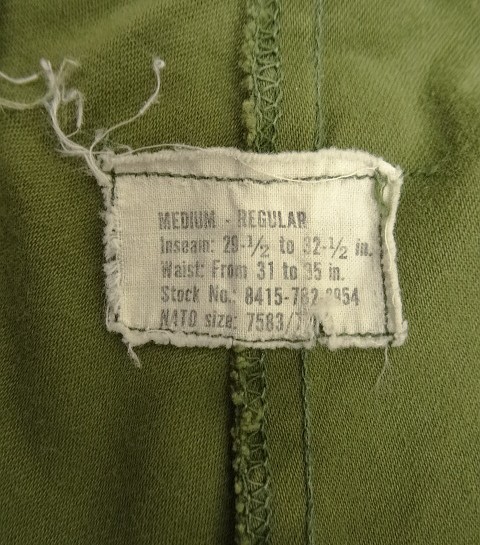 MEDIUM - REGULAR
Inseam: 29-1/2 to 32-1/2 in.
Waist: From 31 to 35 in.
Stock No.: 8415-782-2954
NATO size: 7583/